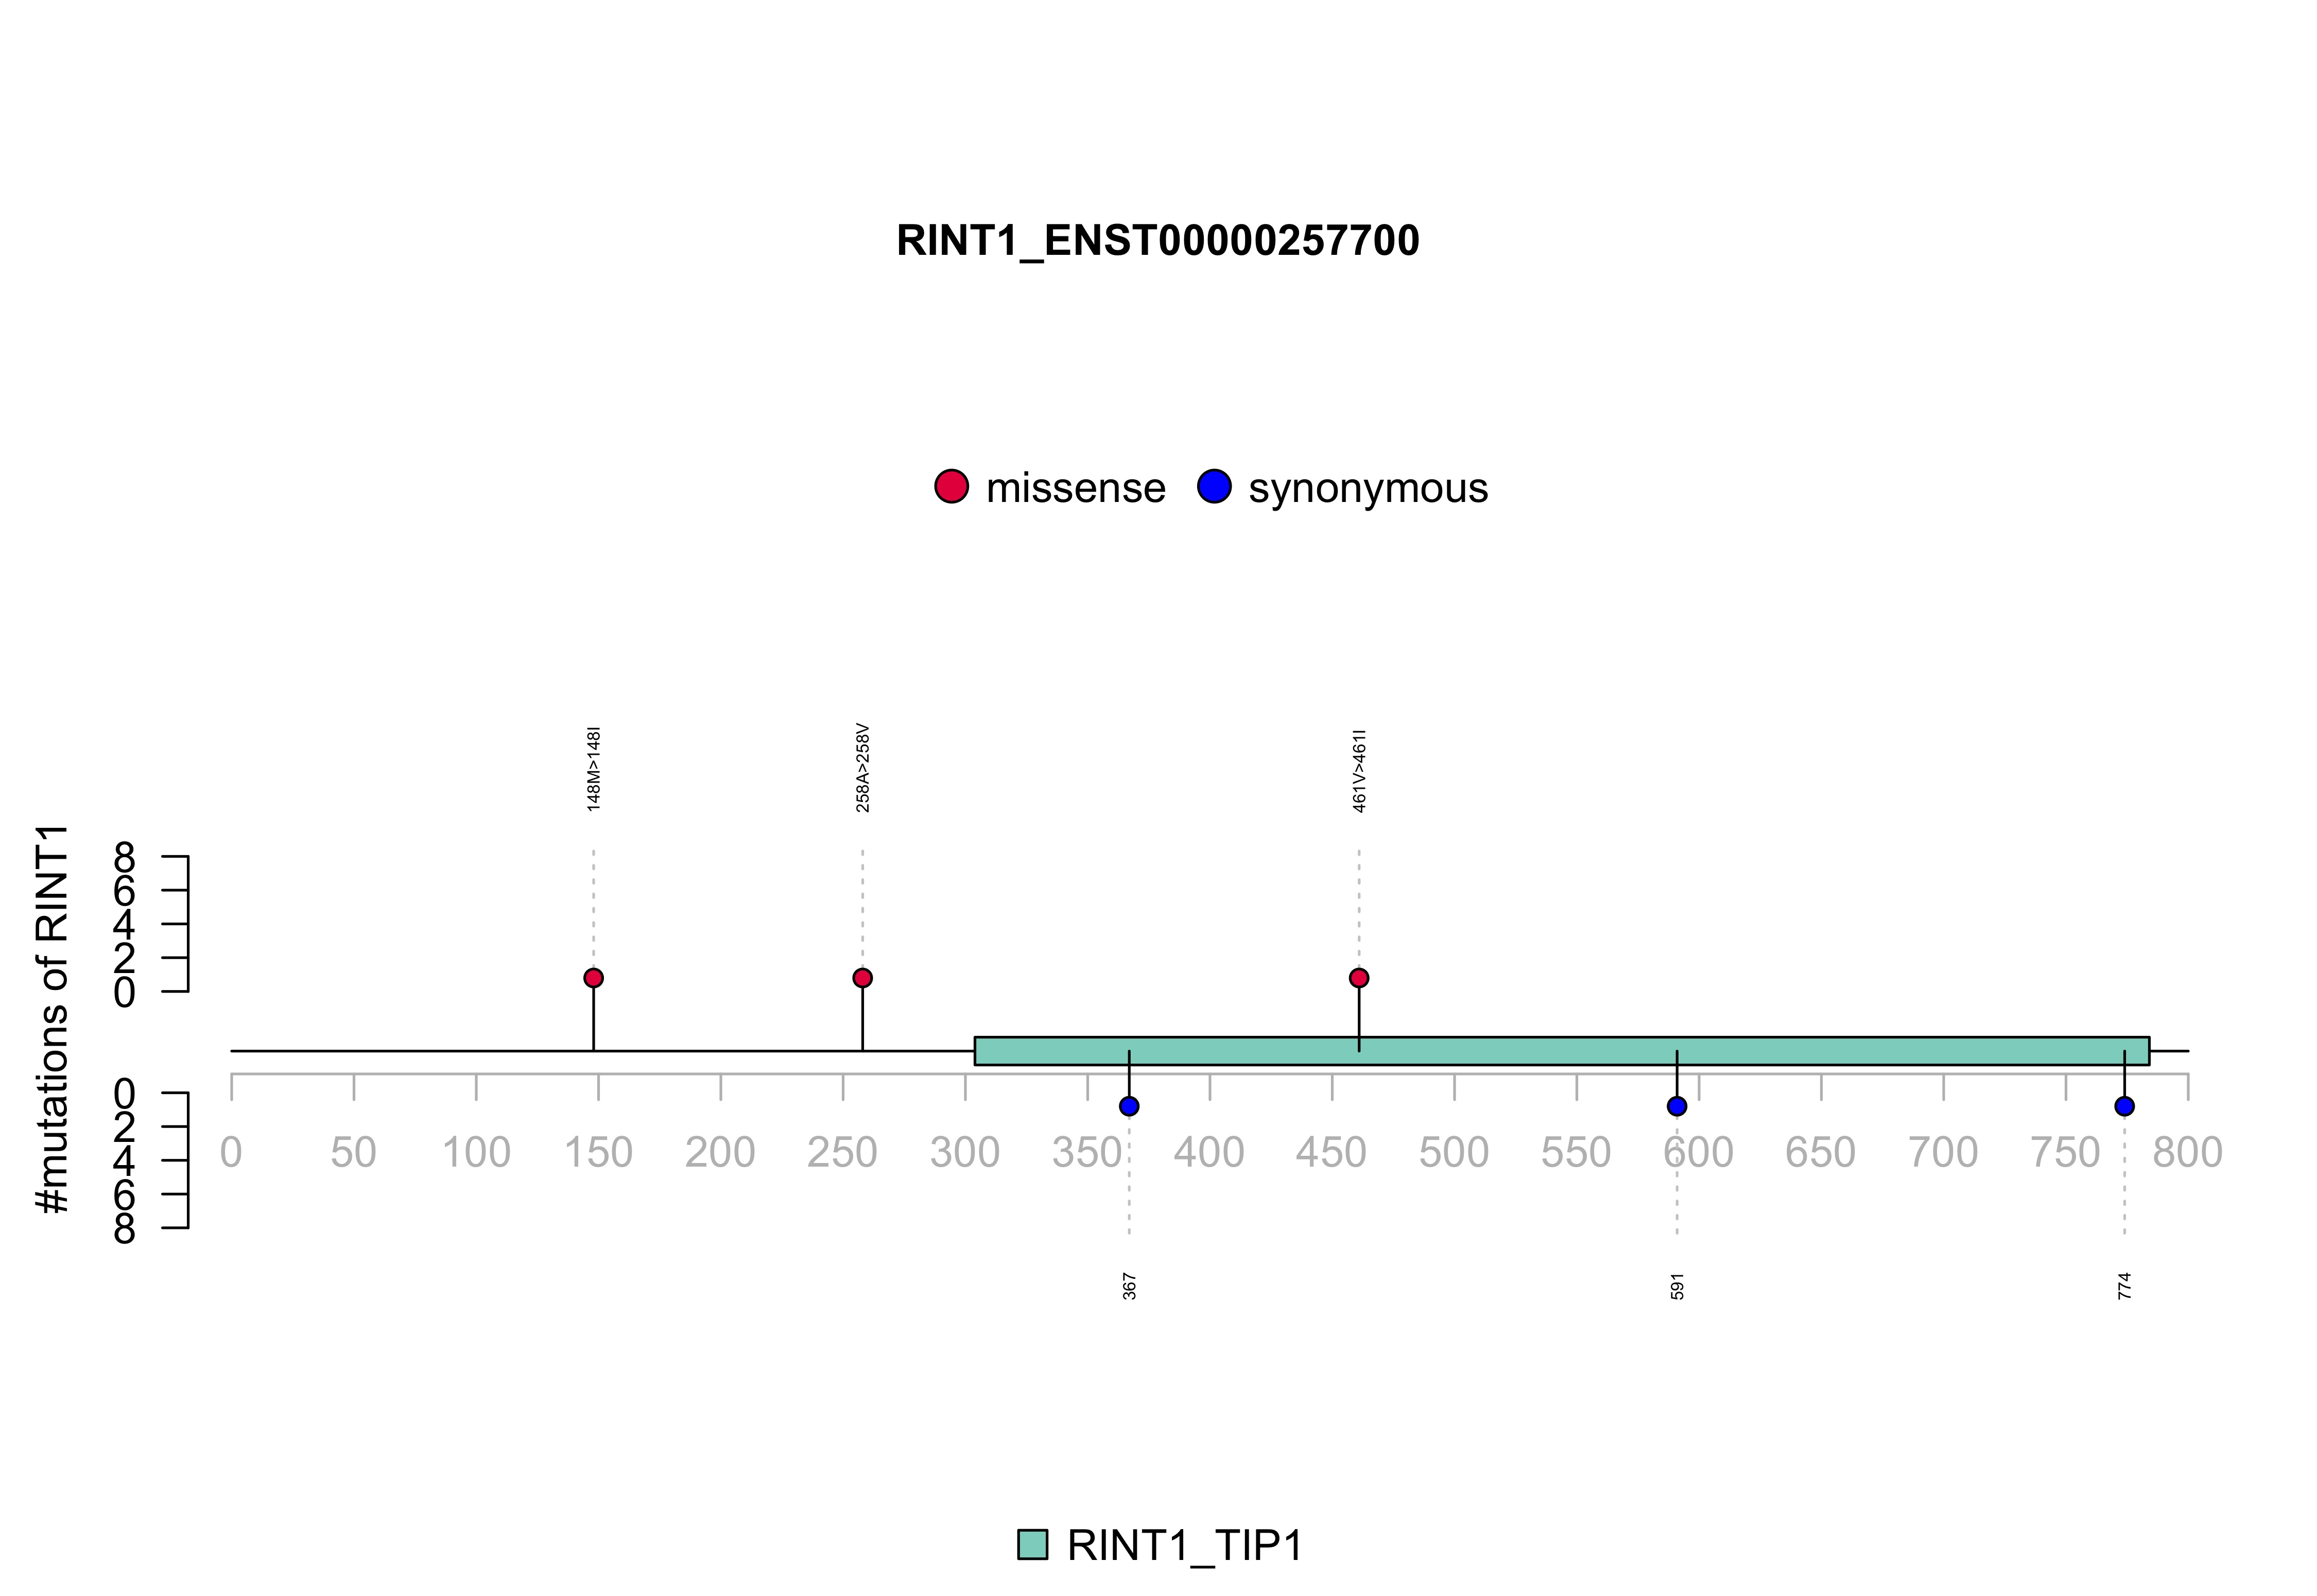 RINT1_ENST00000257700
missense synonymous
148M>148I 258A>258V 461V>461I
#mutations of RINT1
8
6
4
2
0
0
2
4
6
8
0 50 100 150 200 250 300 350 400 450 500 550 600 650 700 750 800
367 591 774
RINT1_TIP1